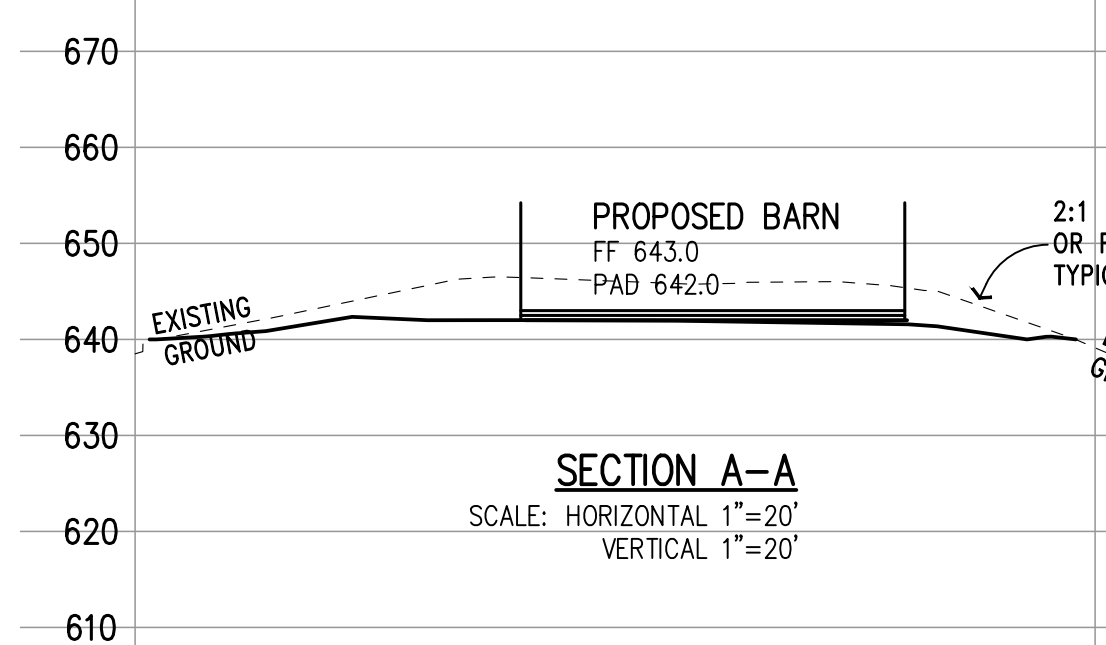 670
660
PROPOSED BARN
650
FF 643.0
PAD 642.0
2:1
OR
EXISTING
GROUND
640
630
SECTION A-A
SCALE: HORIZONTAL 1"=20'
VERTICAL 1"=20'
620
610